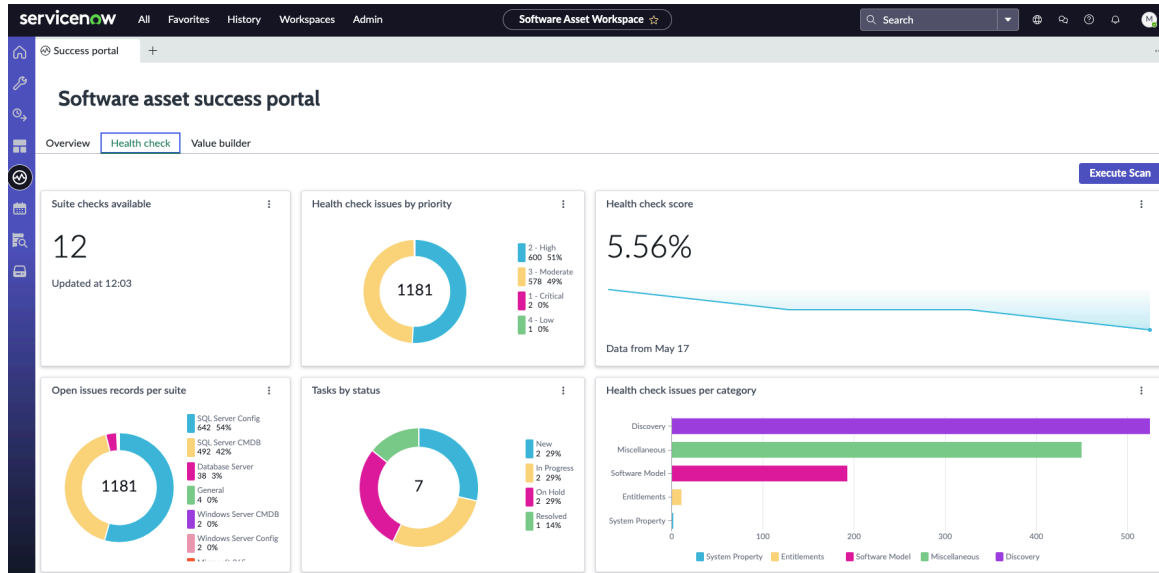 servicenow All Favorites History Workspaces Admin Software Asset Workspace Search M
Success portal +
Software asset success portal
Overview Health check Value builder
Execute Scan
Suite checks available
12
Updated at 12:03
Health check issues by priority
1181
2 - High
600 51%
3 - Moderate
578 49%
1 - Critical
2 0%
4 - Low
1 0%
Health check score
5.56%
Data from May 17
Open issues records per suite
1181
SQL Server Config
642 54%
SQL Server CMDB
492 42%
Database Server
38 3%
General
4 0%
Windows Server CMDB
2 0%
Windows Server Config
2 0%
Tasks by status
7
New
2 29%
In Progress
2 29%
On Hold
2 29%
Resolved
1 14%
Health check issues per category
Discovery
Miscellaneous
Software Model
Entitlements
System Property
0 100 200 300 400 500
System Property Entitlements Software Model Miscellaneous Discovery